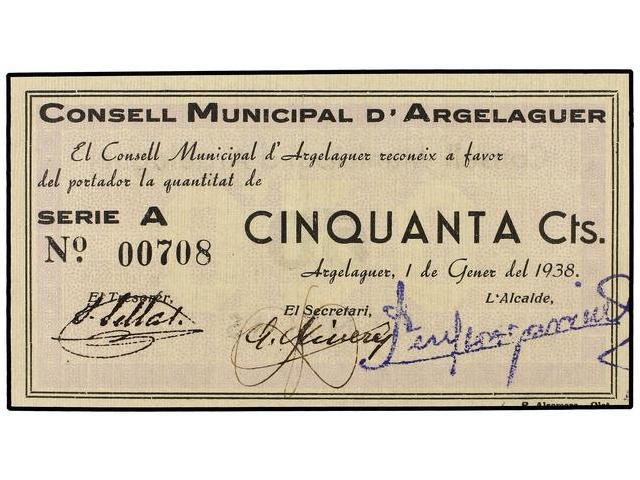 CONSELL MUNICIPAL D'ARGELAGUER
El Consell Municipal d'Argelaguer reconeix a favor
del portador la quantitat de
SERIE A
CINQUANTA Cts.
Nº 00708
Argelaguer, 1 de Gener del 1938.
El Tresorer,
El Secretari,
L'Alcalde,